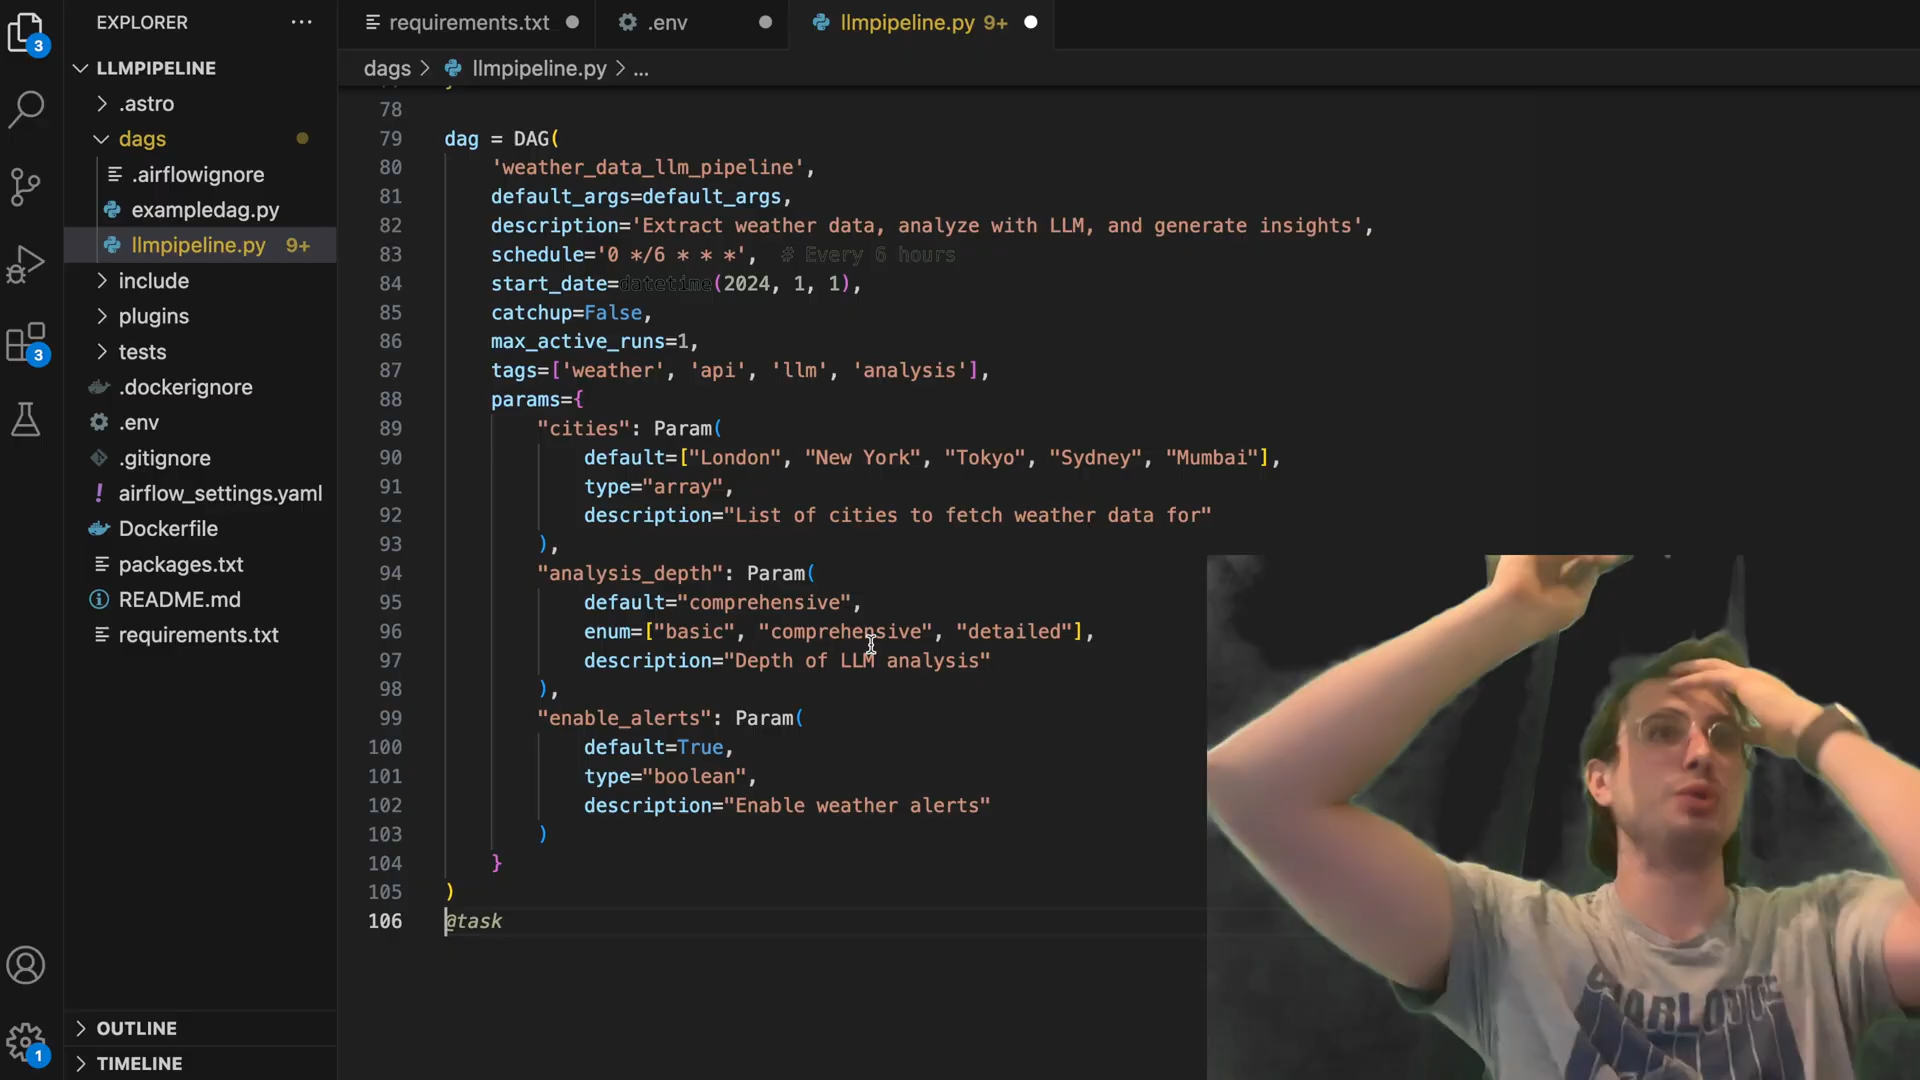 EXPLORER
requirements.txt
.env
llmpipeline.py 9+
3
LLMPIPELINE
dags > llmpipeline.py > ...
.astro
dags
.airflowignore
exampledag.py
llmpipeline.py 9+
include
plugins
3
tests
.dockerignore
.env
.gitignore
airflow_settings.yaml
Dockerfile
packages.txt
README.md
requirements.txt
OUTLINE
1
TIMELINE
78
79 dag = DAG(
80 'weather_data_llm_pipeline',
81 default_args=default_args,
82 description='Extract weather data, analyze with LLM, and generate insights',
83 schedule='0 */6 * * *', # Every 6 hours
84 start_date=datetime(2024, 1, 1),
85 catchup=False,
86 max_active_runs=1,
87 tags=['weather', 'api', 'llm', 'analysis'],
88 params={
89 "cities": Param(
90 default=["London", "New York", "Tokyo", "Sydney", "Mumbai"],
91 type="array",
92 description="List of cities to fetch weather data for"
93 ),
94 "analysis_depth": Param(
95 default="comprehensive",
96 enum=["basic", "comprehensive", "detailed"],
97 description="Depth of LLM analysis"
98 ),
99 "enable_alerts": Param(
100 default=True,
101 type="boolean",
102 description="Enable weather alerts"
103 )
104 }
105 )
106 @task
CHARLOTTE